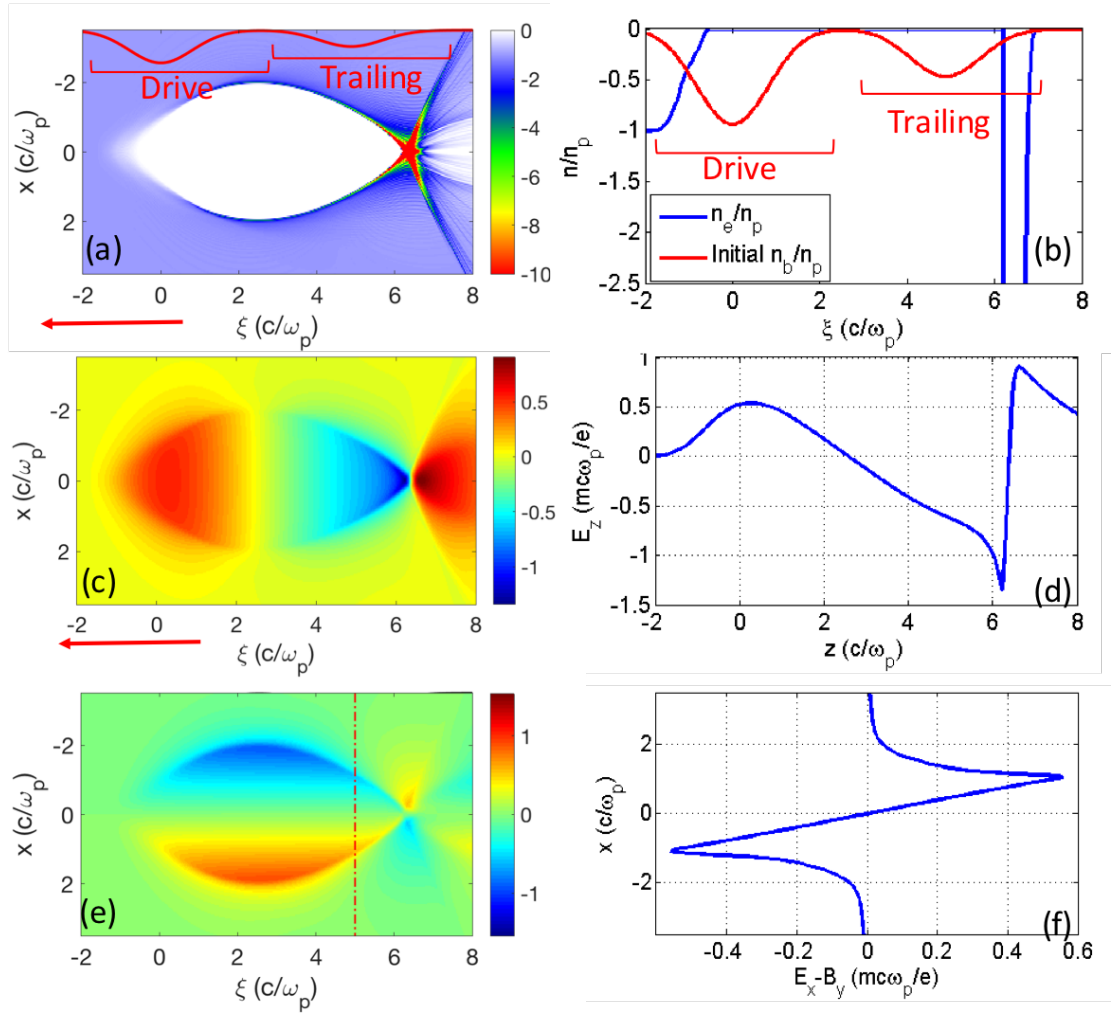 0
-2
-4
-6
-8
-10
-2
0
2
x (c/ω_p)
Drive
Trailing
(a)
-2 0 2 4 6 8
ξ (c/ω_p)
0
-0.5
-1
-1.5
-2
-2.5
n/n_p
Drive
Trailing
n_e/n_p
Initial n_b/n_p
(b)
-2 0 2 4 6 8
ξ (c/ω_p)
-2
0
2
x (c/ω_p)
0.5
0
-0.5
-1
(c)
-2 0 2 4 6 8
ξ (c/ω_p)
1
0.5
0
-0.5
-1
-1.5
E_z (mcω_p/e)
(d)
-2 0 2 4 6 8
z (c/ω_p)
-2
0
2
x (c/ω_p)
1
0
-1
(e)
-2 0 2 4 6 8
ξ (c/ω_p)
2
0
-2
x (c/ω_p)
(f)
-0.4 -0.2 0 0.2 0.4 0.6
E_x-B_y (mcω_p/e)